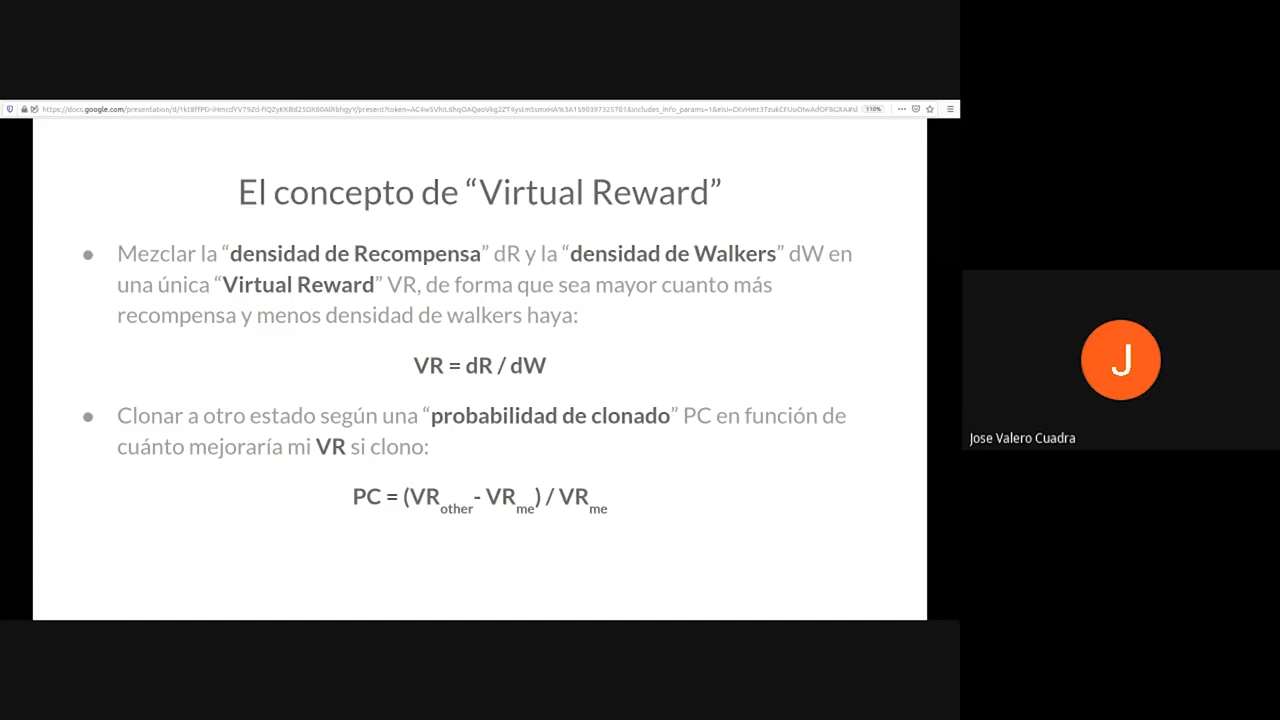 El concepto de “Virtual Reward”
● Mezclar la “densidad de Recompensa” dR y la “densidad de Walkers” dW en
una única “Virtual Reward” VR, de forma que sea mayor cuanto más
recompensa y menos densidad de walkers haya:
VR = dR / dW
● Clonar a otro estado según una “probabilidad de clonado” PC en función de
cuánto mejoraría mi VR si clono:
PC = (VRother- VRme) / VRme
110%
J
Jose Valero Cuadra